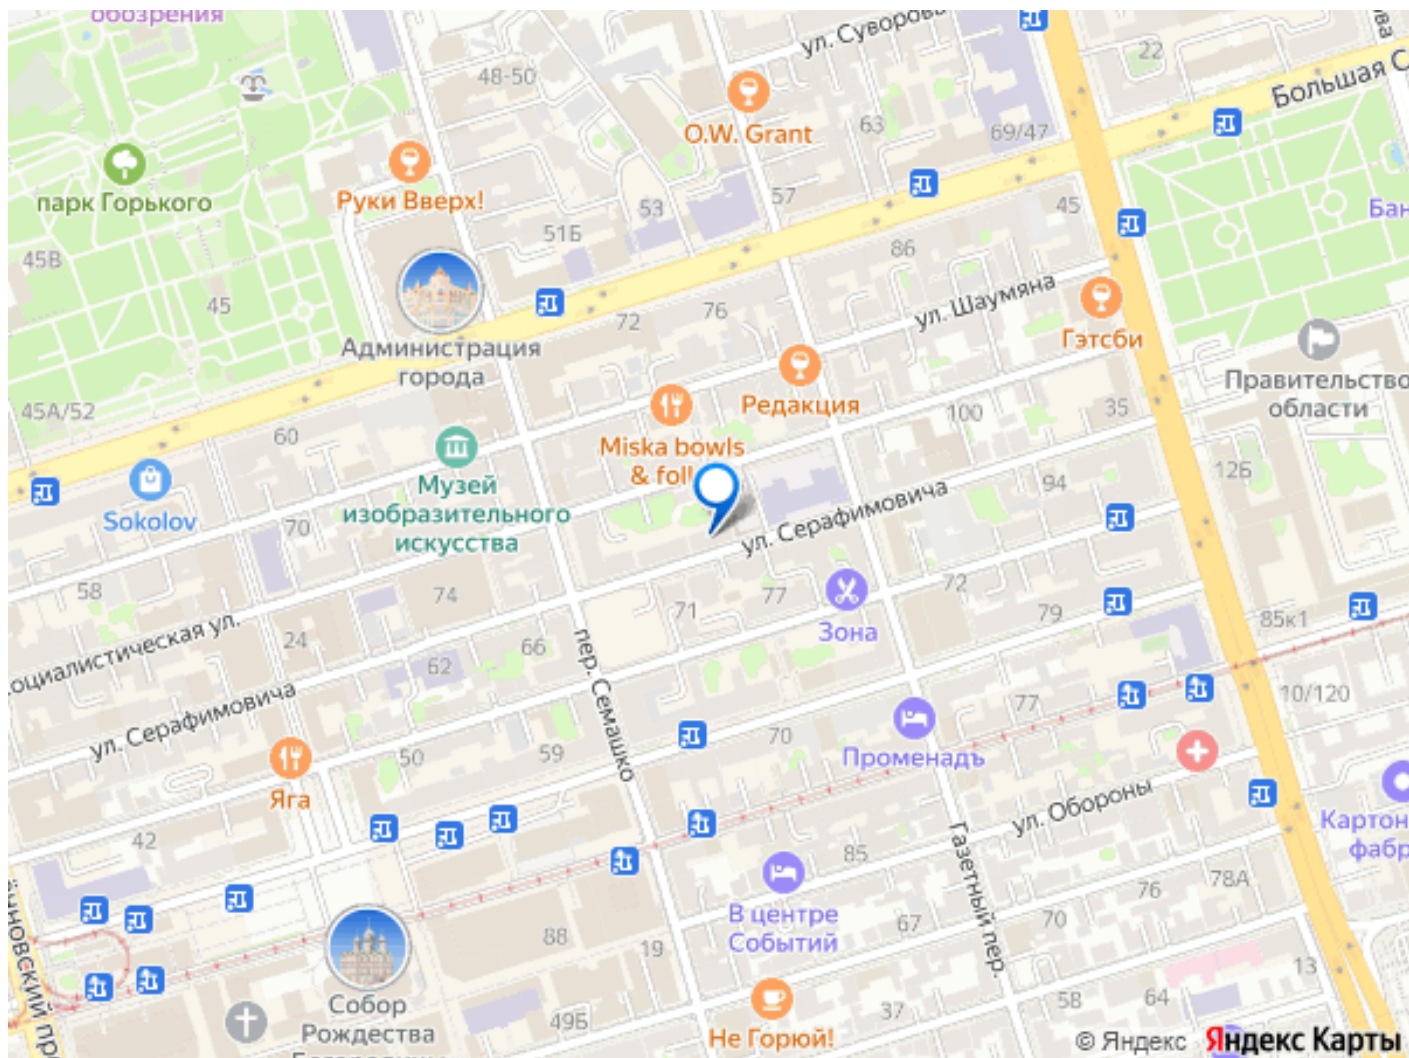 обозрения
48-50
ул. Суворова
22
Большая С
O.W. Grant
63
69/47
парк Горького
Руки Вверх!
53
57
45
Бан
51Б
86
45В
45
ул. Шаумяна
76
72
Гэтсби
Администрация
города
Правительство
области
45А/52
60
Редакция
100
35
Miska bowls
& foll
Музей
изобразительного
искусства
Sokolov
70
12Б
94
ул. Серафимовича
58
74
71
77
72
79
Зона
85к1
24
66
62
оциалистическая ул.
ул. Серафимовича
пер. Семашко
10/120
77
50
59
70
Променадъ
Яга
ул. Обороны
Картон
фабр
42
85
Газетный пер.
76
78А
В центре
Событий
67
70
88
19
новский пр
13
Собор
Рождества
Богородицы
49Б
37
58
64
Не Горюй!
© Яндекс Яндекс Карты